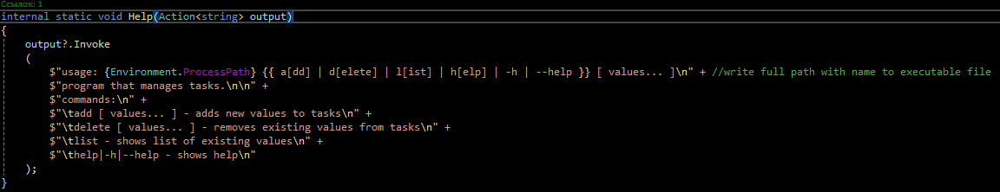 Ссылок: 1
internal static void Help(Action<string> output)
{
    output?.Invoke
    (
        $"usage: {Environment.ProcessPath} {{ a[dd] | d[elete] | l[ist] | h[elp] | -h | --help }} [ values... ]\n" + //write full path with name to executable file
        $"program that manages tasks.\n\n" +
        $"commands:\n" +
        $"\tadd [ values... ] - adds new values to tasks\n" +
        $"\tdelete [ values... ] - removes existing values from tasks\n" +
        $"\tlist - shows list of existing values\n" +
        $"\thelp|-h|--help - shows help\n"
    );
}